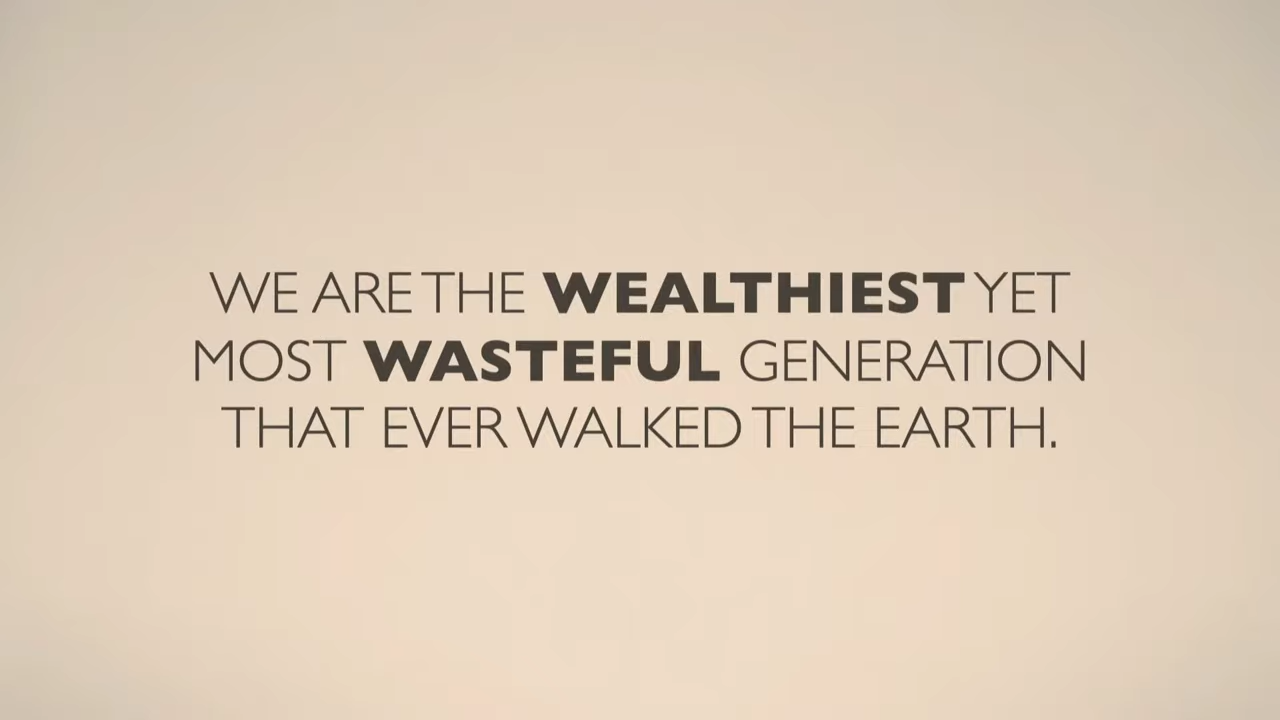 WE ARE THE WEALTHIEST YET
MOST WASTEFUL GENERATION
THAT EVER WALKED THE EARTH.